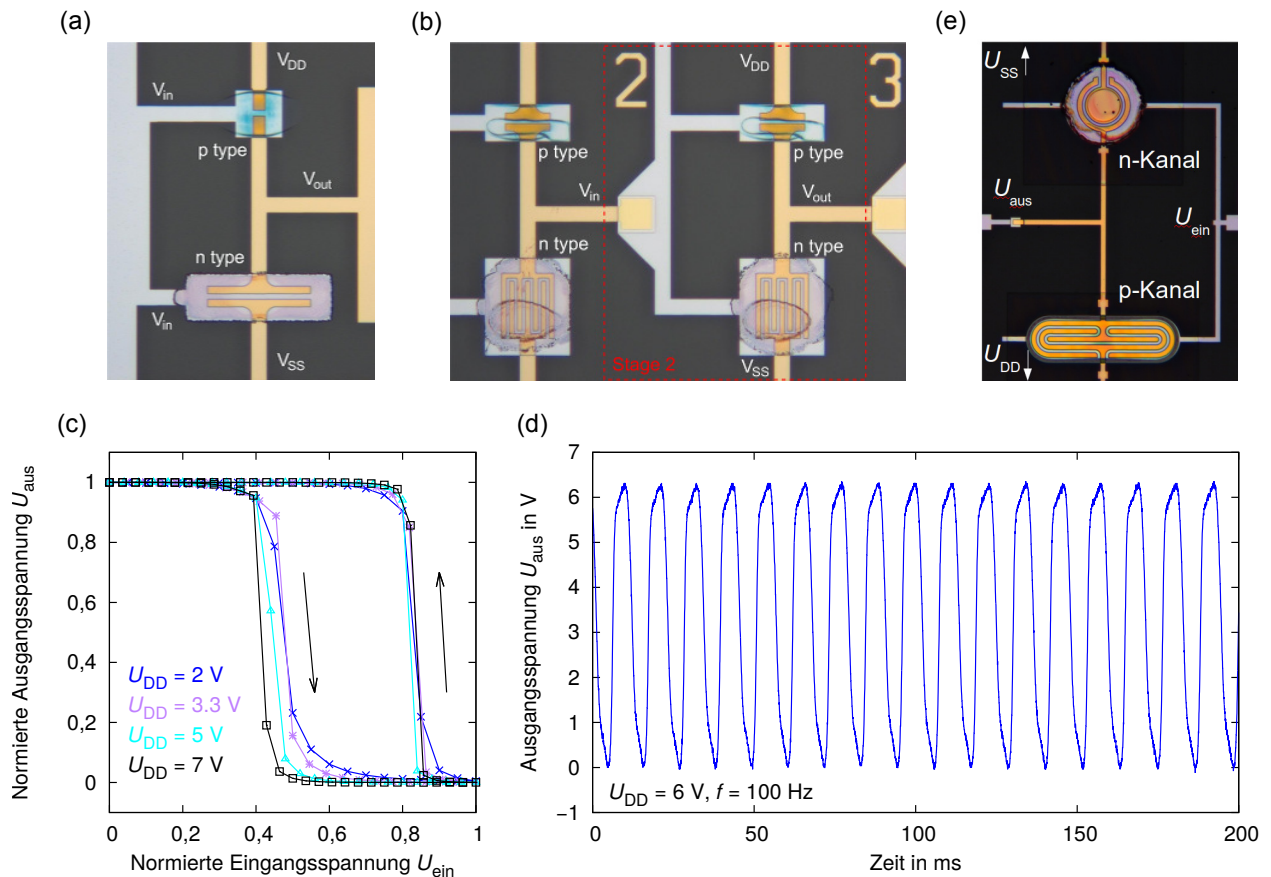 (a)
V_DD
V_in
p type
V_out
n type
V_in
V_SS
(b)
2
V_DD
3
p type
p type
V_in
V_out
n type
n type
Stage 2
V_SS
(e)
U_SS
n-Kanal
U_aus
U_ein
p-Kanal
U_DD
(c)
Normierte Ausgangsspannung U_aus
1
0,8
0,6
0,4
0,2
0
U_DD = 2 V
U_DD = 3.3 V
U_DD = 5 V
U_DD = 7 V
0 0,2 0,4 0,6 0,8 1
Normierte Eingangsspannung U_ein
(d)
Ausgangsspannung U_aus in V
7
6
5
4
3
2
1
0
−1
U_DD = 6 V, f = 100 Hz
0 50 100 150 200
Zeit in ms